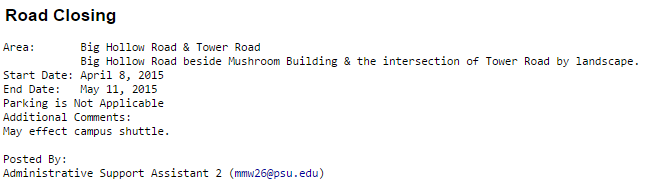 Road Closing
Area: Big Hollow Road & Tower Road
Big Hollow Road beside Mushroom Building & the intersection of Tower Road by landscape.
Start Date: April 8, 2015
End Date: May 11, 2015
Parking is Not Applicable
Additional Comments:
May effect campus shuttle.
Posted By:
Administrative Support Assistant 2 (mmw26@psu.edu)